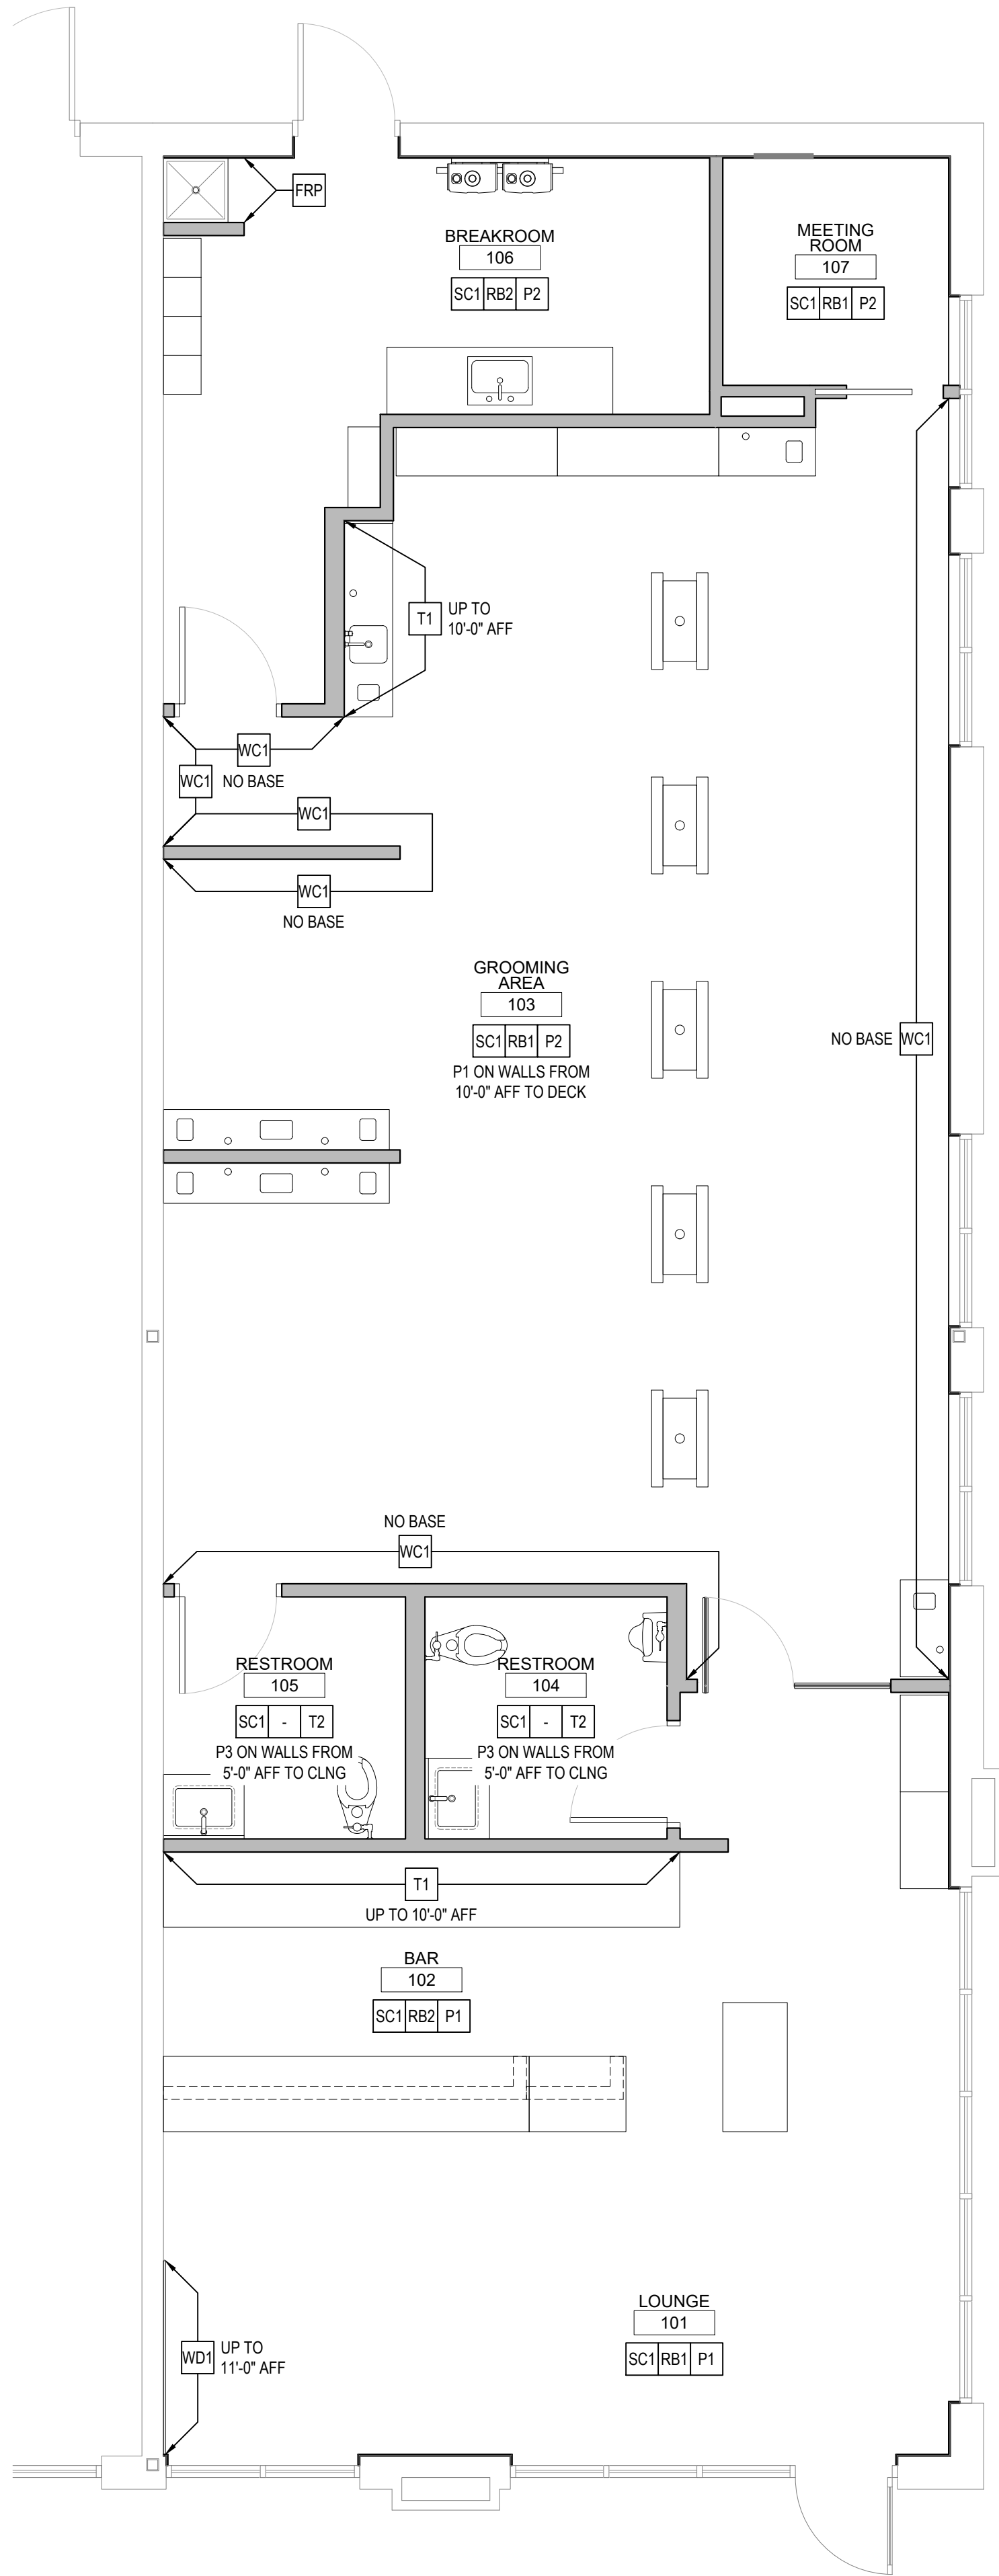 FRP
BREAKROOM
106
SC1 RB2 P2
MEETING
ROOM
107
SC1 RB1 P2
T1
UP TO
10'-0" AFF
WC1
WC1
NO BASE
WC1
WC1
NO BASE
GROOMING
AREA
103
SC1 RB1 P2
P1 ON WALLS FROM
10'-0" AFF TO DECK
NO BASE WC1
NO BASE
WC1
RESTROOM
105
SC1 - T2
P3 ON WALLS FROM
5'-0" AFF TO CLNG
RESTROOM
104
SC1 - T2
P3 ON WALLS FROM
5'-0" AFF TO CLNG
T1
UP TO 10'-0" AFF
BAR
102
SC1 RB2 P1
LOUNGE
101
SC1 RB1 P1
WD1
UP TO
11'-0" AFF